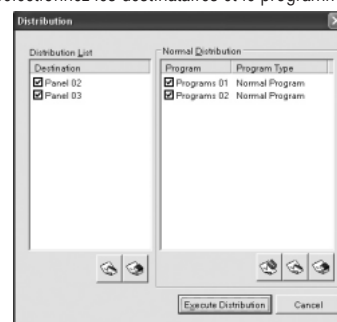 Distribution
Distribution List
Destination
Panel 02
Panel 03
Normal Distribution
Program Program Type
Programs 01 Normal Program
Programs 02 Normal Program
Execute Distribution Cancel